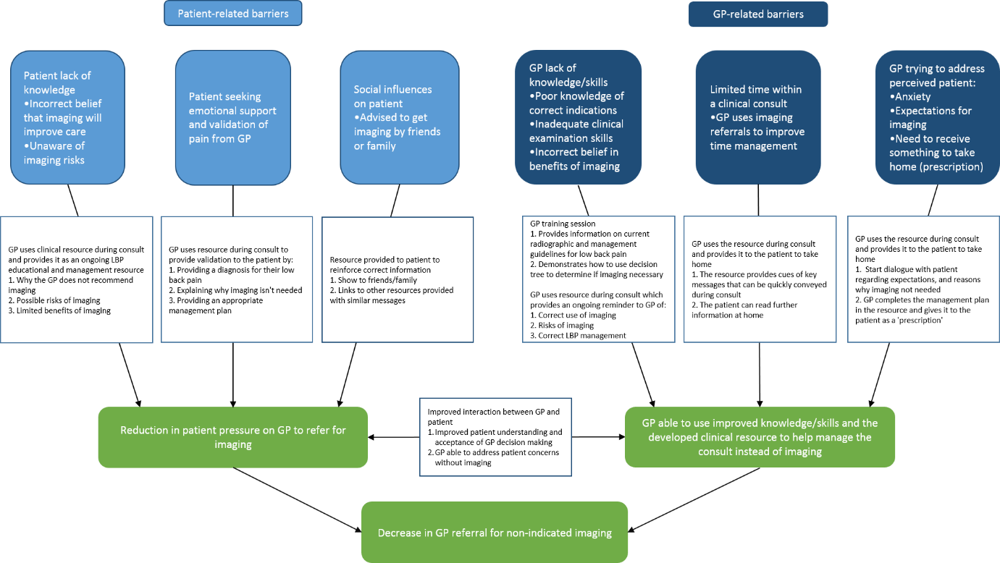 Patient-related barriers
GP-related barriers
Patient lack of
knowledge
•Incorrect belief
that imaging will
improve care
•Unaware of
imaging risks
Patient seeking
emotional support
and validation of
pain from GP
Social influences
on patient
•Advised to get
imaging by friends
or family
GP lack of
knowledge/skills
•Poor knowledge of
correct indications
•Inadequate clinical
examination skills
•Incorrect belief in
benefits of imaging
Limited time within
a clinical consult
•GP uses imaging
referrals to improve
time management
GP trying to address
perceived patient:
•Anxiety
•Expectations for
imaging
•Need to receive
something to take
home (prescription)
GP uses clinical resource during consult
and provides it as an ongoing LBP
educational and management resource
1. Why the GP does not recommend
imaging
2. Possible risks of imaging
3. Limited benefits of imaging
GP uses resource during consult to
provide validation to the patient by:
1. Providing a diagnosis for their low
back pain
2. Explaining why imaging isn't needed
3. Providing an appropriate
management plan
Resource provided to patient to
reinforce correct information
1. Show to friends/family
2. Links to other resources provided
with similar messages
GP training session
1. Provides information on current
radiographic and management
guidelines for low back pain
2. Demonstrates how to use decision
tree to determine if imaging necessary
GP uses resource during consult which
provides an ongoing reminder to GP of:
1. Correct use of imaging
2. Risks of imaging
3. Correct LBP management
GP uses the resource during consult
and provides it to the patient to take
home
1. The resource provides cues of key
messages that can be quickly conveyed
during consult
2. The patient can read further
information at home
GP uses the resource during consult
and provides it to the patient to take
home
1. Start dialogue with patient
regarding expectations, and reasons
why imaging not needed
2. GP completes the management plan
in the resource and gives it to the
patient as a 'prescription'
Reduction in patient pressure on GP to refer for
imaging
Improved interaction between GP and
patient
1. Improved patient understanding and
acceptance of GP decision making
2. GP able to address patient concerns
without imaging
GP able to use improved knowledge/skills and the
developed clinical resource to help manage the
consult instead of imaging
Decrease in GP referral for non-indicated imaging